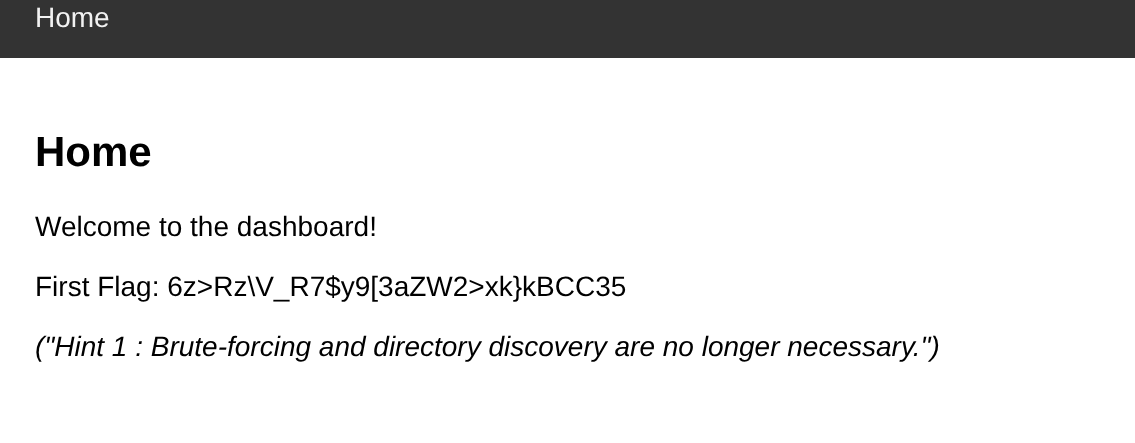 Home
Home
Welcome to the dashboard!
First Flag: 6z>Rz\V_R7$y9[3aZW2>xk}kBCC35
("Hint 1 : Brute-forcing and directory discovery are no longer necessary.")